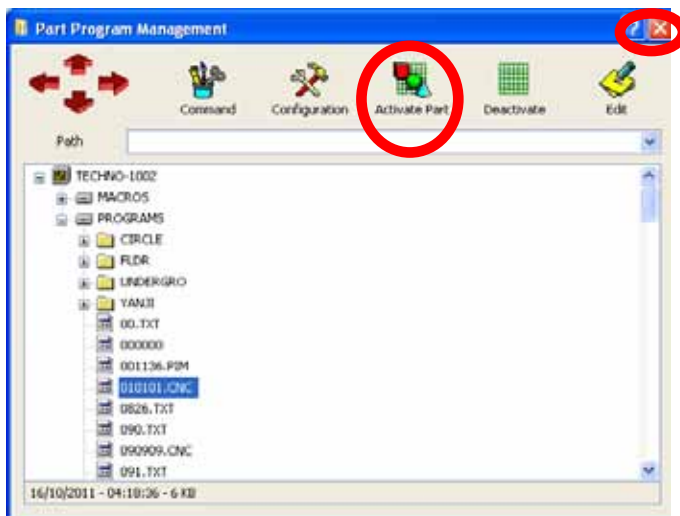 Part Program Management
Command Configuration Activate Part Deactivate Edit
Path
TECHNO-1002
MACROS
PROGRAMS
CIRCLE
FLDR
UNDERGRO
YANJI
00.TXT
000000
001136.PIM
010101.CNC
0826.TXT
090.TXT
090909.CNC
091.TXT
16/10/2011 - 04:18:36 - 6 KB